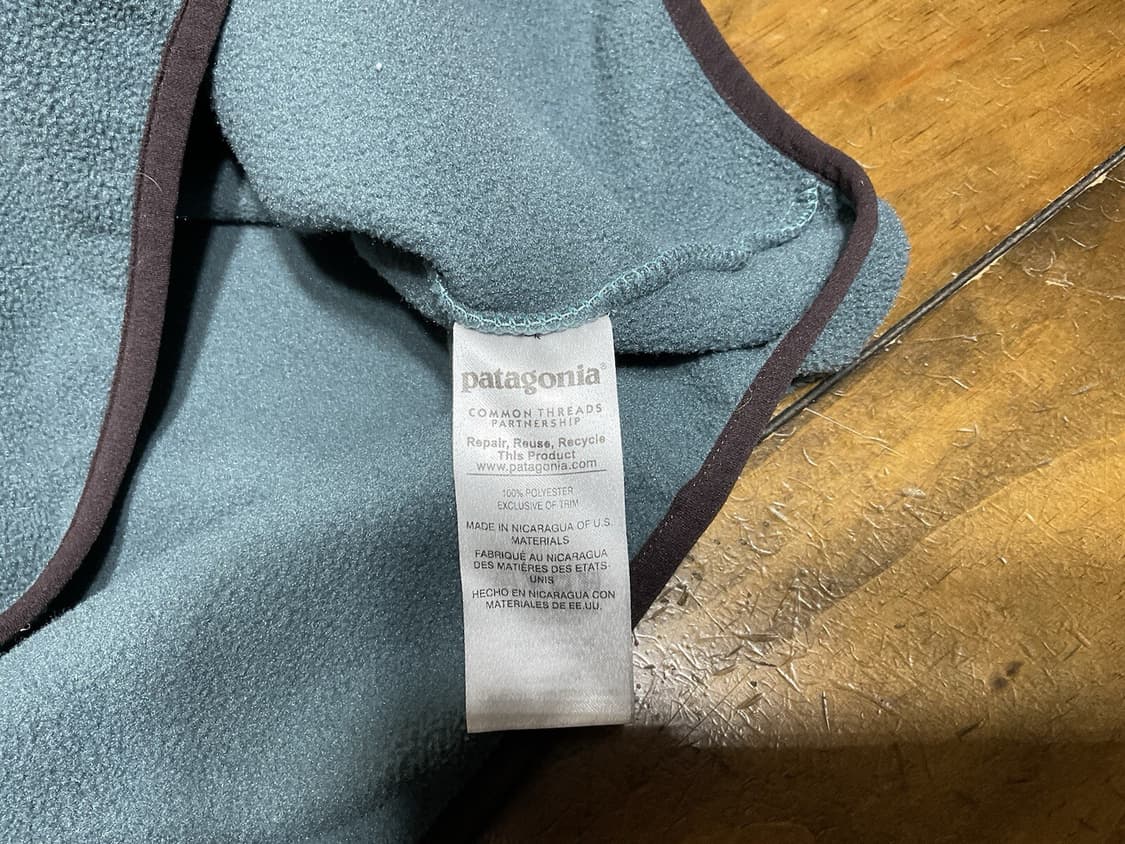 patagonia®
COMMON THREADS
PARTNERSHIP
Repair, Reuse, Recycle
This Product
www.patagonia.com
100% POLYESTER
EXCLUSIVE OF TRIM
MADE IN NICARAGUA OF U.S.
MATERIALS
FABRIQUÉ AU NICARAGUA
DES MATIÈRES DES ETATS-
UNIS
HECHO EN NICARAGUA CON
MATERIALES DE EE.UU.